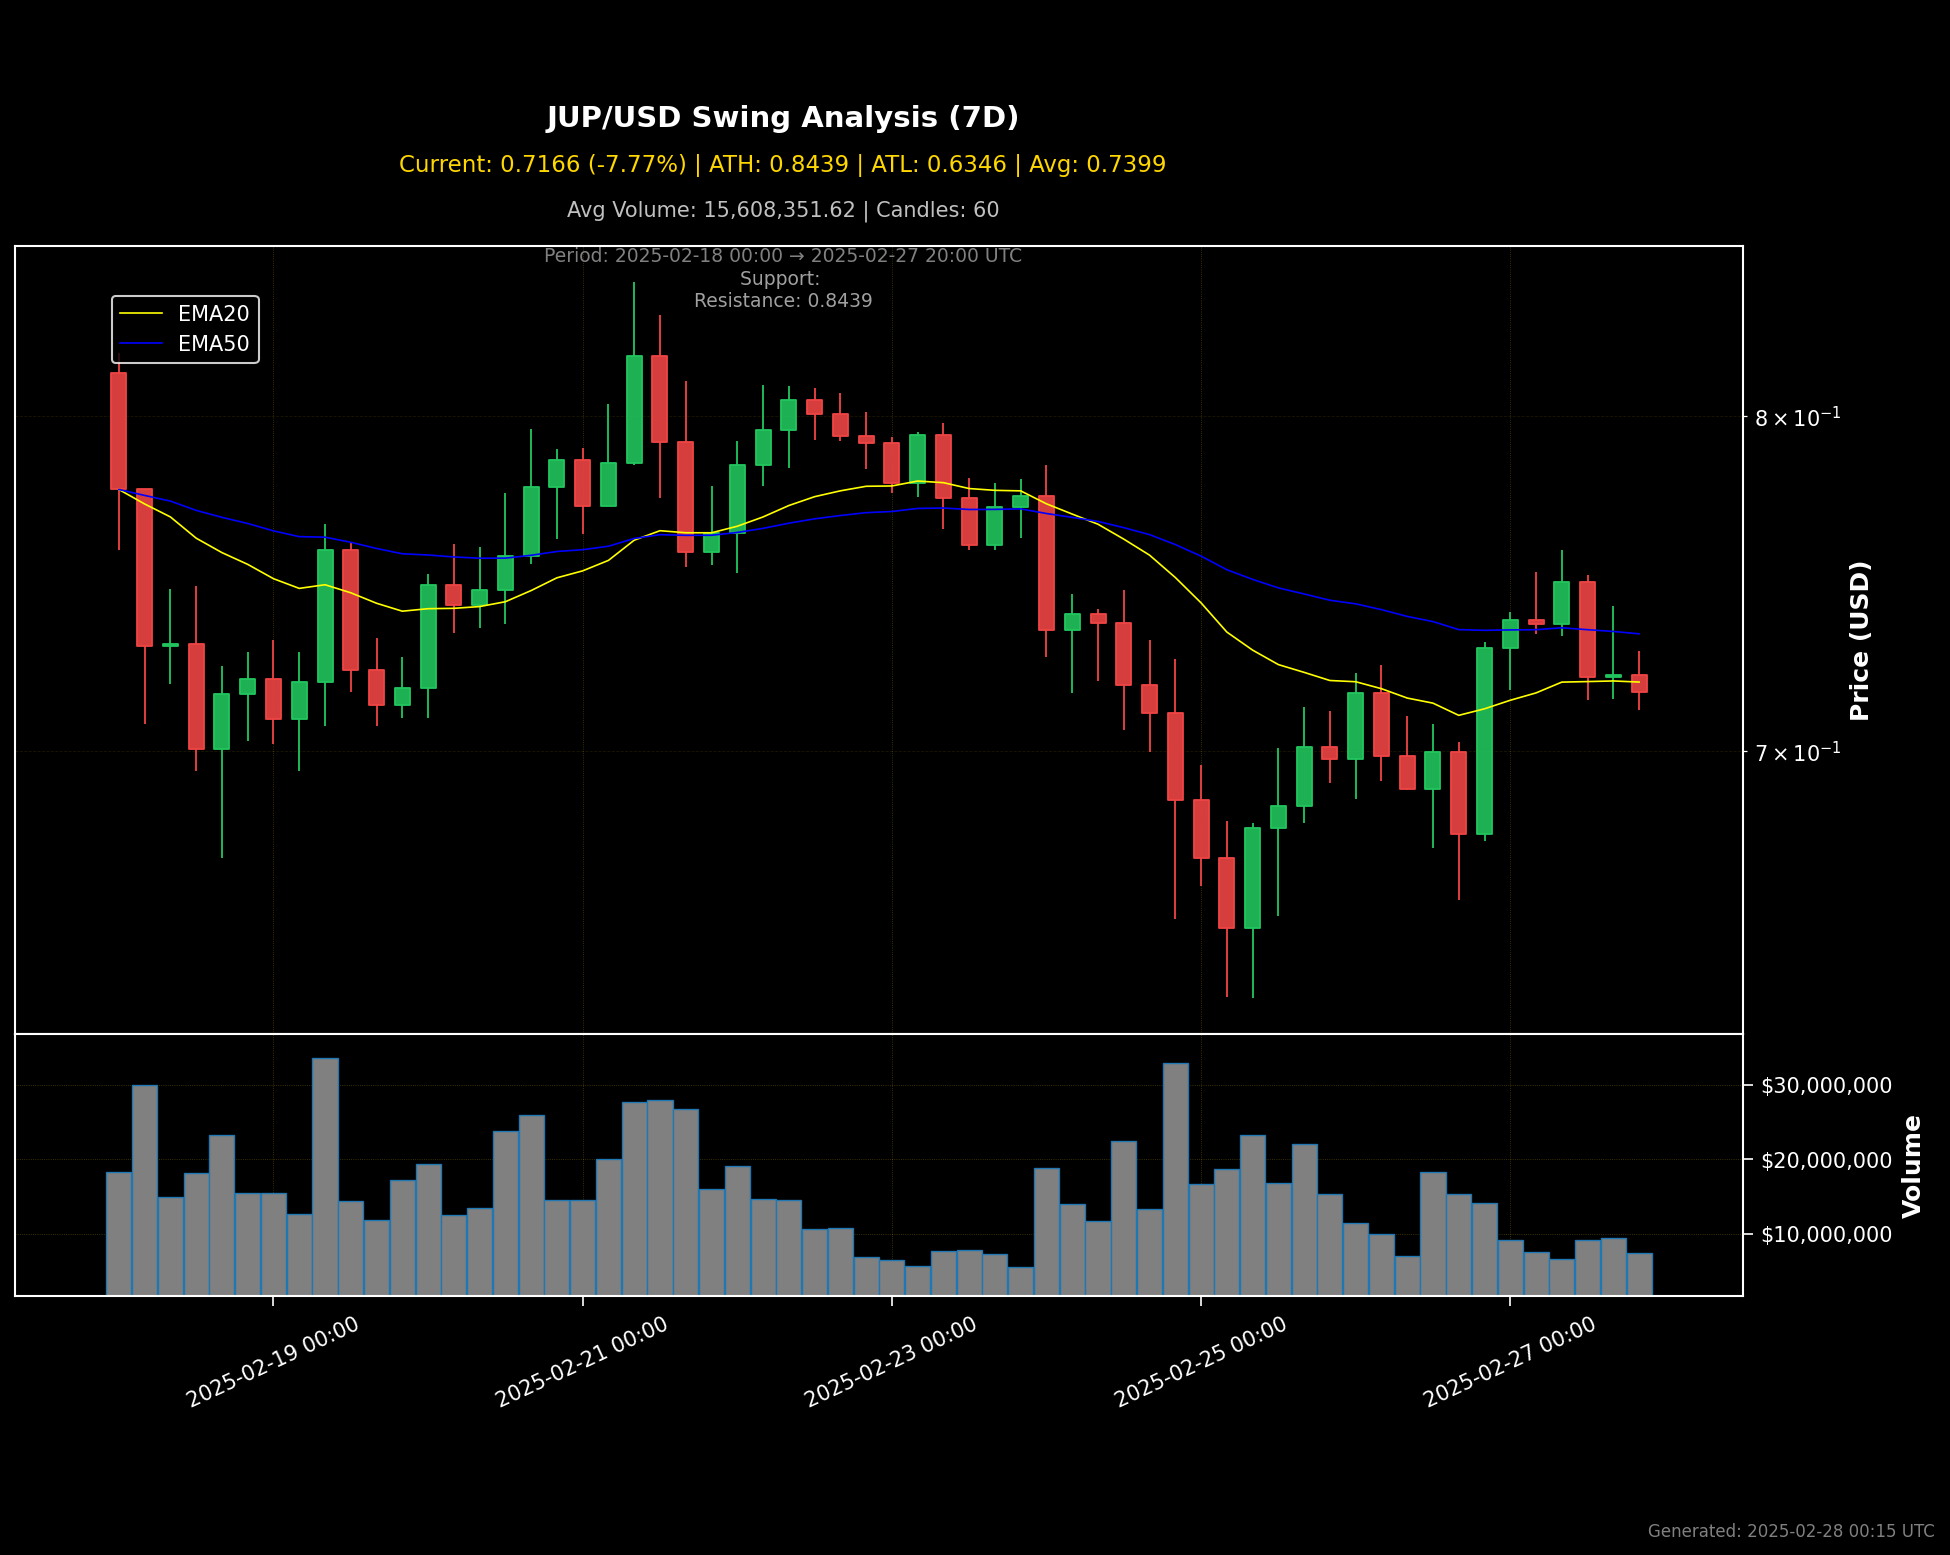 JUP/USD Swing Analysis (7D)
Current: 0.7166 (-7.77%) | ATH: 0.8439 | ATL: 0.6346 | Avg: 0.7399
Avg Volume: 15,608,351.62 | Candles: 60
Period: 2025-02-18 00:00 → 2025-02-27 20:00 UTC
Support:
Resistance: 0.8439
EMA20
EMA50
8 × 10⁻¹
7 × 10⁻¹
Price (USD)
$30,000,000
$20,000,000
$10,000,000
Volume
2025-02-19 00:00
2025-02-21 00:00
2025-02-23 00:00
2025-02-25 00:00
2025-02-27 00:00
Generated: 2025-02-28 00:15 UTC